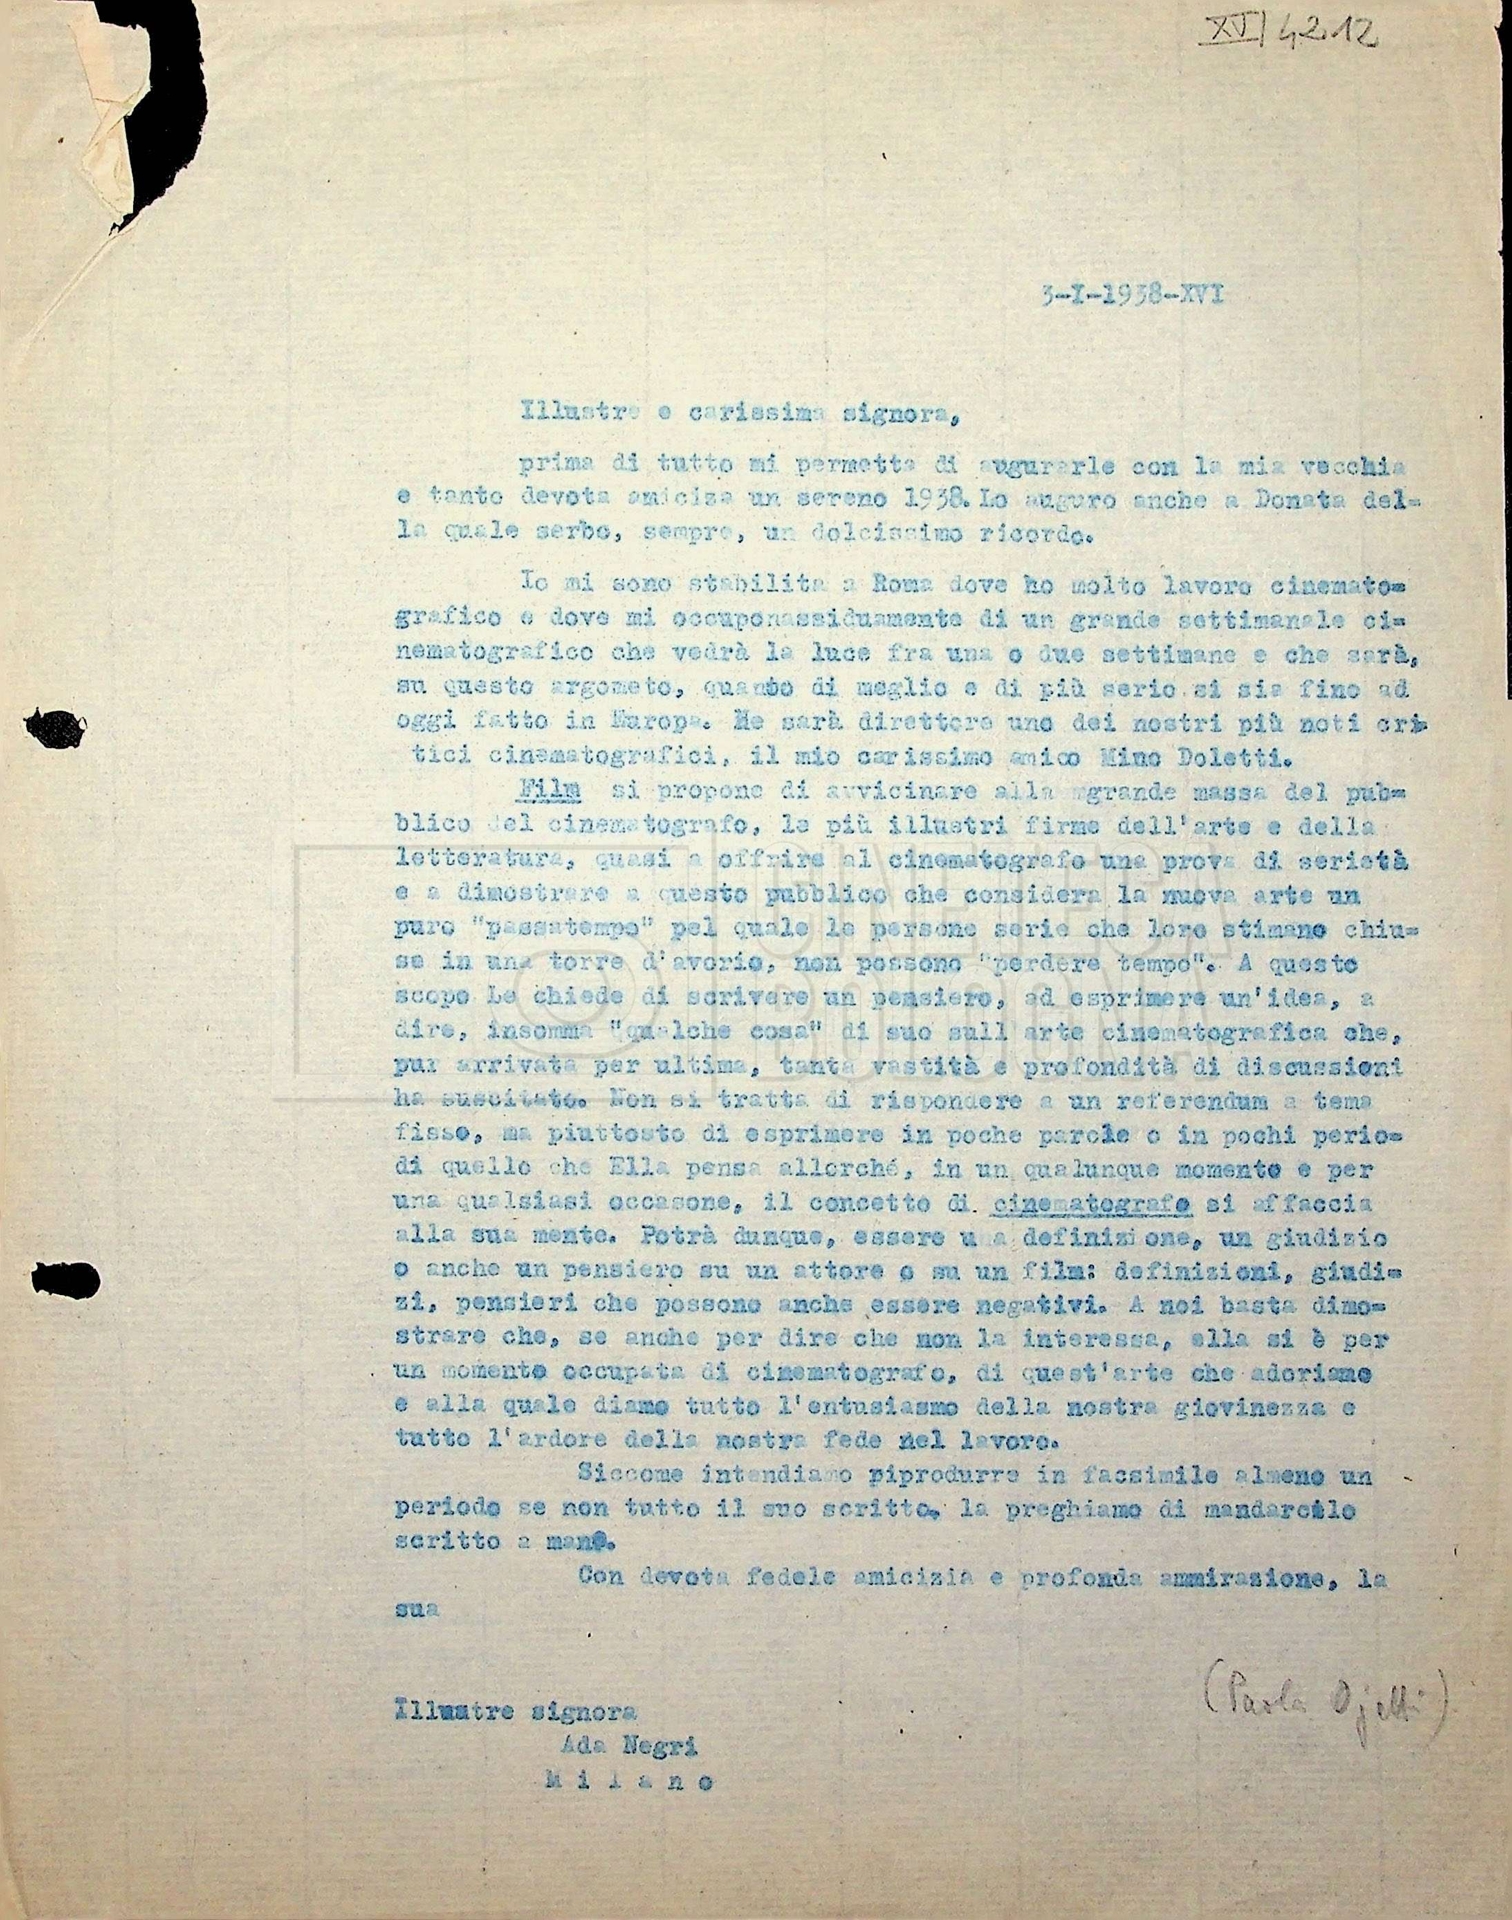 XVI/4212
3-I-1938-XVI
Illustre e carissima signora,
prima di tutto mi permetta di augurarle con la mia vecchia
e tanto devota amiciza un sereno 1938. Lo auguro anche a Donata del=
la quale serbo, sempre, un dolcissimo ricordo.
Io mi sono stabilita a Roma dove ho molto lavoro cinemato=
grafico e dove mi occuponassiduamente di un grande settimanale ci=
nematografico che vedrà la luce fra una o due settimane e che sarà,
su questo argometo, quanto di meglio e di più serio si sia fino ad
oggi fatto in Europa. Ne sarà direttore uno dei nostri più noti cri=
tici cinematografici, il mio carissimo amico Mino Doletti.
Film si propone di avvicinare alla grande massa del pub=
blico del cinematografo, le più illustri firme dell'arte e della
letteratura, quasi a offrire al cinematografo una prova di serietà
e a dimostrare a questo pubblico che considera la nuova arte un
puro "passatempo" pel quale le persone serie che loro stimano chiu=
se in una torre d'avorio, non possono "perdere tempo". A questo
scopo Le chiede di scrivere un pensiero, ad esprimere un'idea, a
dire, insomma "qualche cosa" di suo sull'arte cinematografica che,
pur arrivata per ultima, tanta vastità e profondità di discussioni
ha suscitato. Non si tratta di rispondere a un referendum a tema
fisso, ma piuttosto di esprimere in poche parole o in pochi perio=
di quello che Ella pensa allorché, in un qualunque momento e per
una qualsiasi occasone, il concetto di cinematografo si affaccia
alla sua mente. Potrà dunque, essere una definizione, un giudizio
o anche un pensiero su un attore o su un film: definizioni, giudi=
zi, pensieri che possono anche essere negativi. A noi basta dimo=
strare che, se anche per dire che non la interessa, ella si è per
un momento occupata di cinematografo, di quest'arte che adoriamo
e alla quale diamo tutto l'entusiasmo della nostra giovinezza e
tutto l'ardore della nostra fede nel lavoro.
Siccome intendiamo piprodurre in facsimile almeno un
periodo se non tutto il suo scritto, la preghiamo di mandarcelo
scritto a mano.
Con devota fedele amicizia e profonda ammirazione, la
sua
(Paola Ojetti)
Illustre signora
Ada Negri
Milano